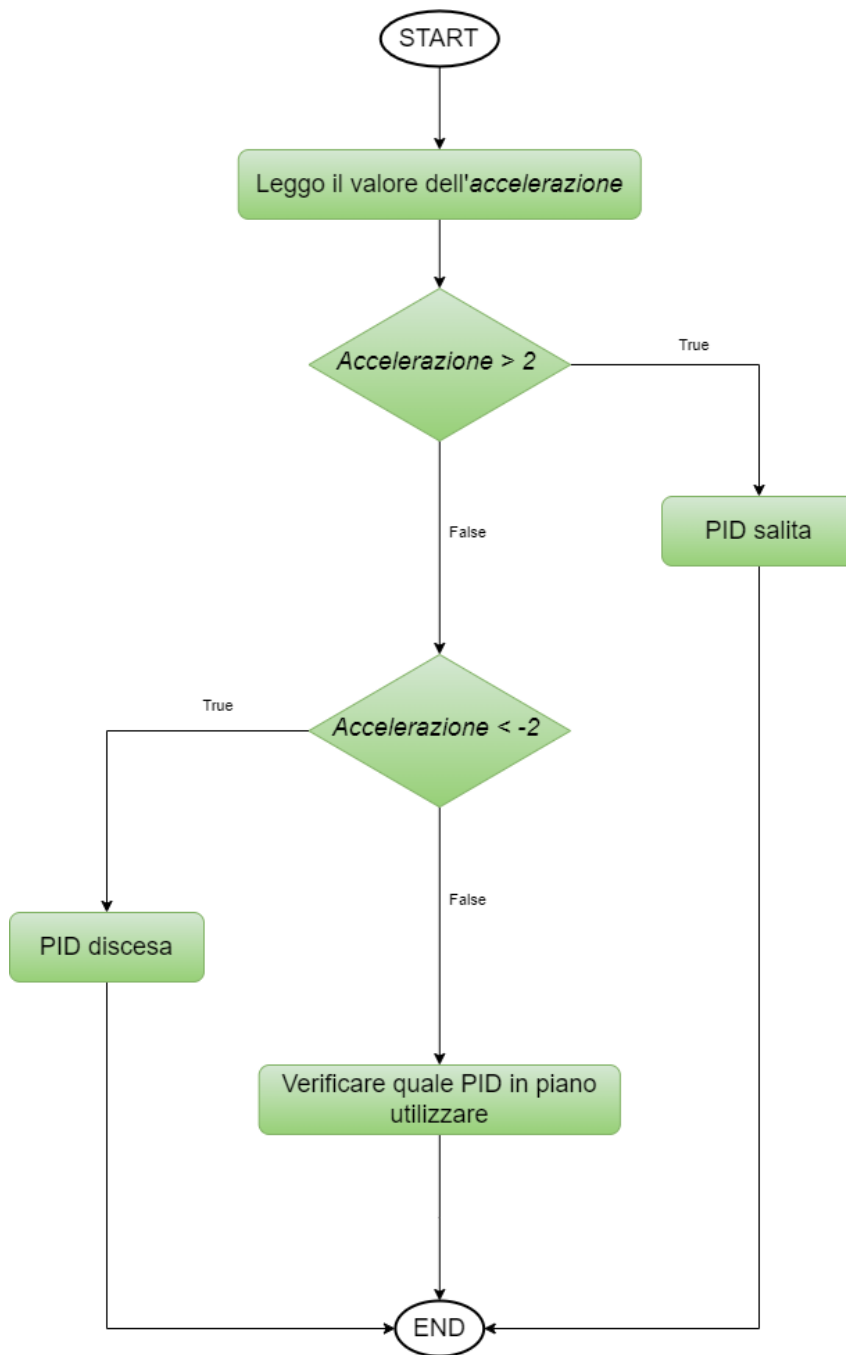 START
Leggo il valore dell'accelerazione
Accelerazione > 2
True
PID salita
False
Accelerazione < -2
True
False
PID discesa
Verificare quale PID in piano
utilizzare
END